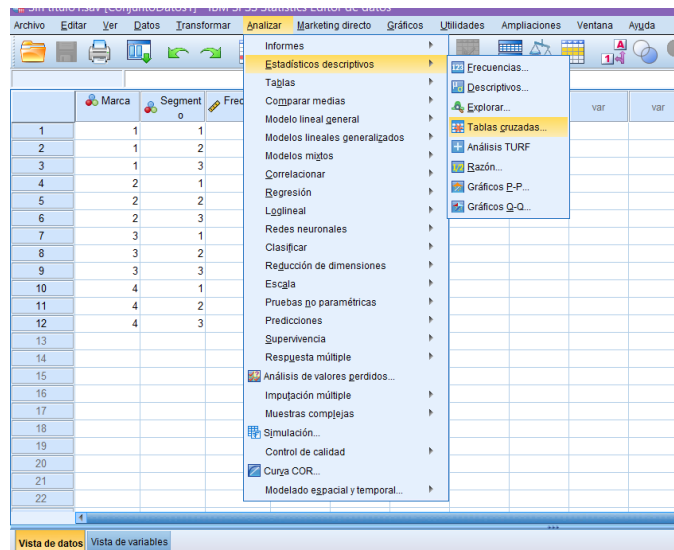 Archivo Editar Ver Datos Transformar Analizar Marketing directo Gráficos Utilidades Ampliaciones Ventana Ayuda
Informes
Estadísticos descriptivos
Tablas
Comparar medias
Modelo lineal general
Modelos lineales generalizados
Modelos mixtos
Correlacionar
Regresión
Loglineal
Redes neuronales
Clasificar
Reducción de dimensiones
Escala
Pruebas no paramétricas
Predicciones
Supervivencia
Respuesta múltiple
Análisis de valores perdidos...
Imputación múltiple
Muestras complejas
Simulación...
Control de calidad
Curva COR...
Modelado espacial y temporal...
Frecuencias...
Descriptivos...
Explorar...
Tablas cruzadas...
Análisis TURF
Razón...
Gráficos P-P...
Gráficos Q-Q...
Marca Segmento Frec var var
1 1 1
2 1 2
3 1 3
4 2 1
5 2 2
6 2 3
7 3 1
8 3 2
9 3 3
10 4 1
11 4 2
12 4 3
13
14
15
16
17
18
19
20
21
22
Vista de datos Vista de variables